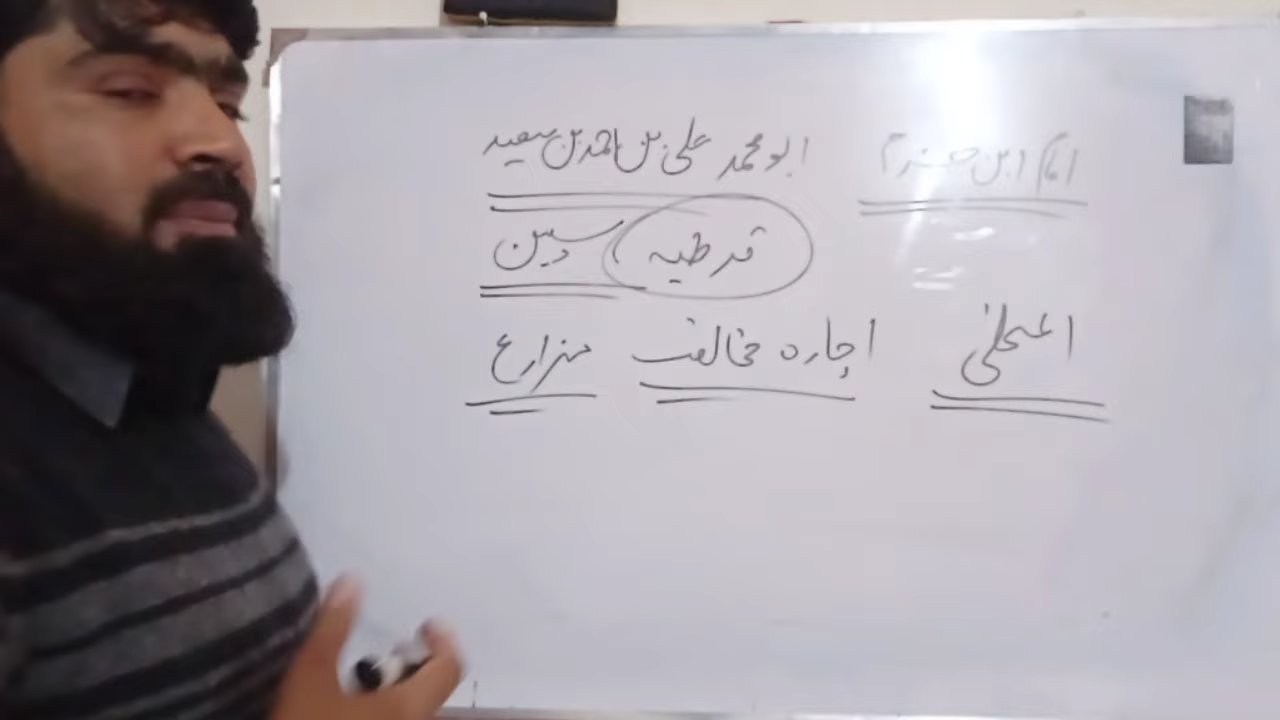 امام ابن حزم ابو محمد علی بن احمد بن سعید
قرطبہ، سپین
المحلی اجارہ مخالف مزارع